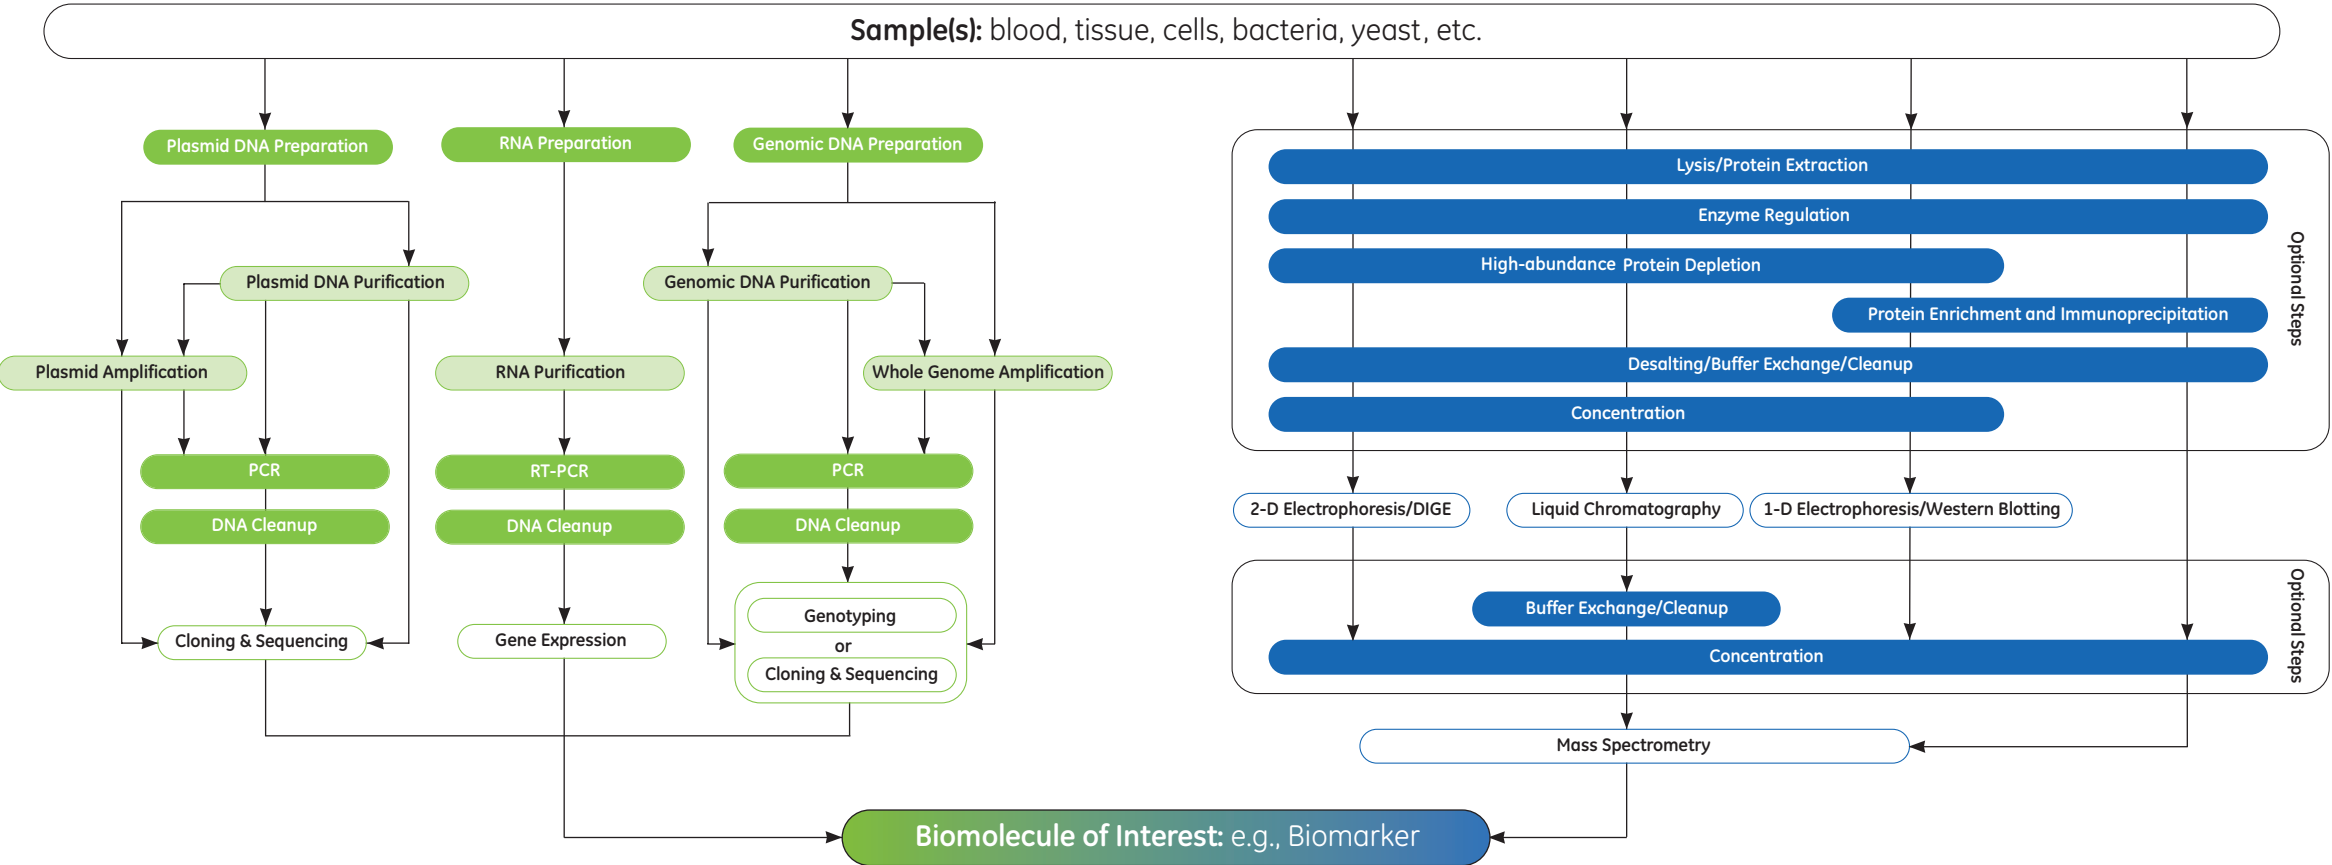 Sample(s): blood, tissue, cells, bacteria, yeast, etc.
Plasmid DNA Preparation
RNA Preparation
Genomic DNA Preparation
Plasmid DNA Purification
Genomic DNA Purification
Plasmid Amplification
RNA Purification
Whole Genome Amplification
PCR
RT-PCR
PCR
DNA Cleanup
DNA Cleanup
DNA Cleanup
Cloning & Sequencing
Gene Expression
Genotyping
or
Cloning & Sequencing
Lysis/Protein Extraction
Enzyme Regulation
High-abundance Protein Depletion
Protein Enrichment and Immunoprecipitation
Desalting/Buffer Exchange/Cleanup
Concentration
Optional Steps
2-D Electrophoresis/DIGE
Liquid Chromatography
1-D Electrophoresis/Western Blotting
Buffer Exchange/Cleanup
Concentration
Optional Steps
Mass Spectrometry
Biomolecule of Interest: e.g., Biomarker